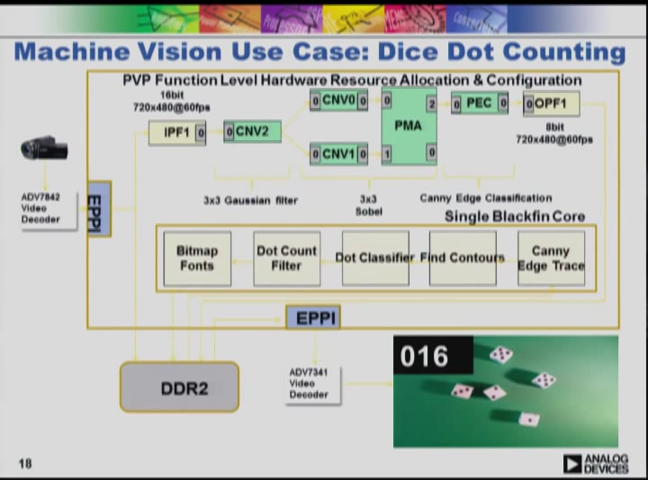 Machine Vision Use Case: Dice Dot Counting
PVP Function Level Hardware Resource Allocation & Configuration
16bit
720x480@60fps
IPF1 0
0 CNV2
0 CNV0 0
0 CNV1 0
0 2
PMA
1 0
0 PEC 0
0 OPF1
8bit
720x480@60fps
ADV7842
Video
Decoder
EPPI
3x3 Gaussian filter
3x3
Sobel
Canny Edge Classification
Single Blackfin Core
Bitmap
Fonts
Dot Count
Filter
Dot Classifier
Find Contours
Canny
Edge Trace
EPPI
DDR2
ADV7341
Video
Decoder
016
18
ANALOG
DEVICES